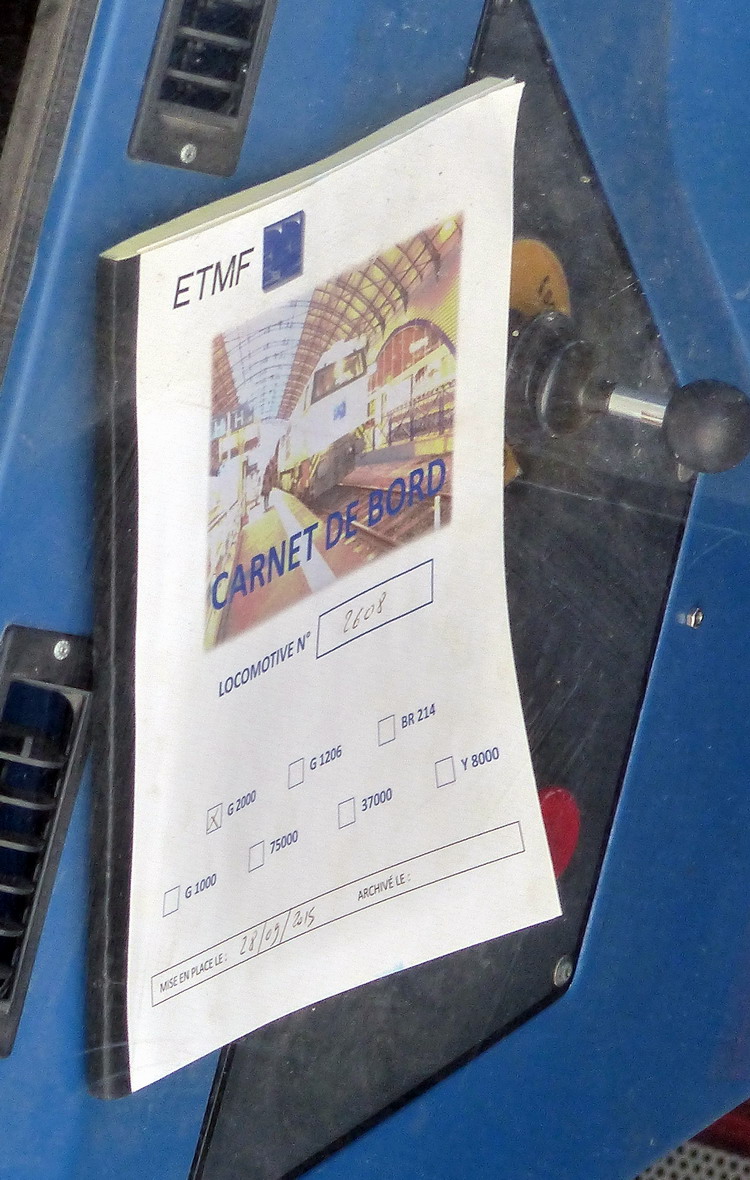 ETMF
CARNET DE BORD
LOCOMOTIVE N° 2608
G 2000 G 1206 BR 214
G 1000 75000 37000 Y 8000
MISE EN PLACE LE : 28/09/2015 ARCHIVÉ LE :